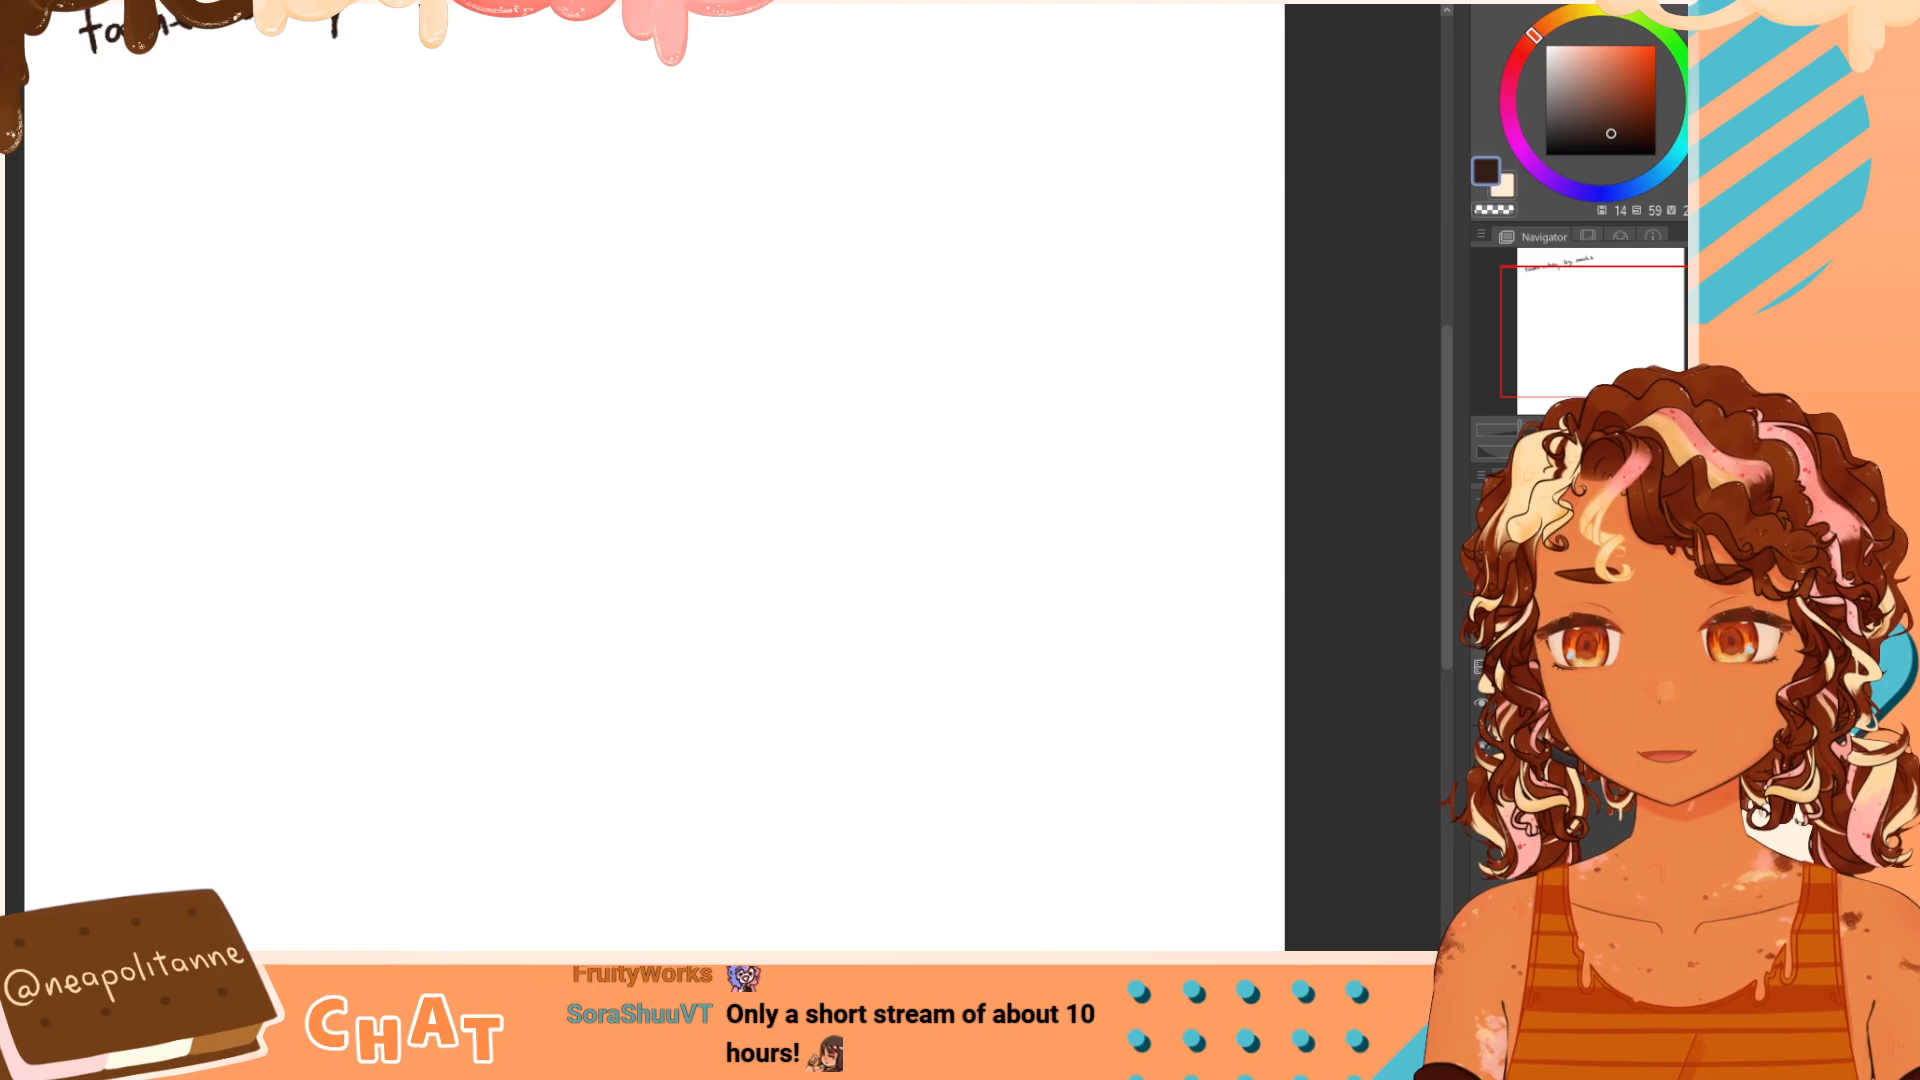 14 59
Navigator
@neapolitanne
CHAT
FruityWorks
SoraShuuVT Only a short stream of about 10
hours!